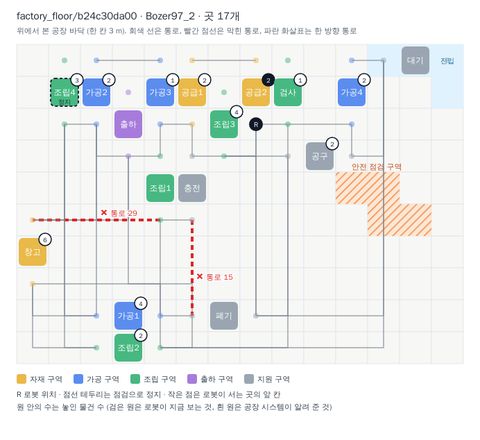 factory_floor/b24c30da00 · Bozer97_2 · 곳 17개
위에서 본 공장 바닥 (한 칸 3 m). 회색 선은 통로, 빨간 점선은 막힌 통로, 파란 화살표는 한 방향 통로
대기 전입
3 2 1 2 2 1 2
조립4 가공2 가공3 공급1 공급2 검사 가공4
정지
4
출하 조립3 R
2
공구
안전 점검 구역
조립1 충전
✖ 통로 29
6
창고
✖ 통로 15
4
가공1 폐기
2
조립2
자재 구역 가공 구역 조립 구역 출하 구역 지원 구역
R 로봇 위치 · 점선 테두리는 점검으로 정지 · 작은 점은 로봇이 서는 곳의 앞 칸
원 안의 수는 놓인 물건 수 (검은 원은 로봇이 지금 보는 것, 흰 원은 공장 시스템이 알려 준 것)